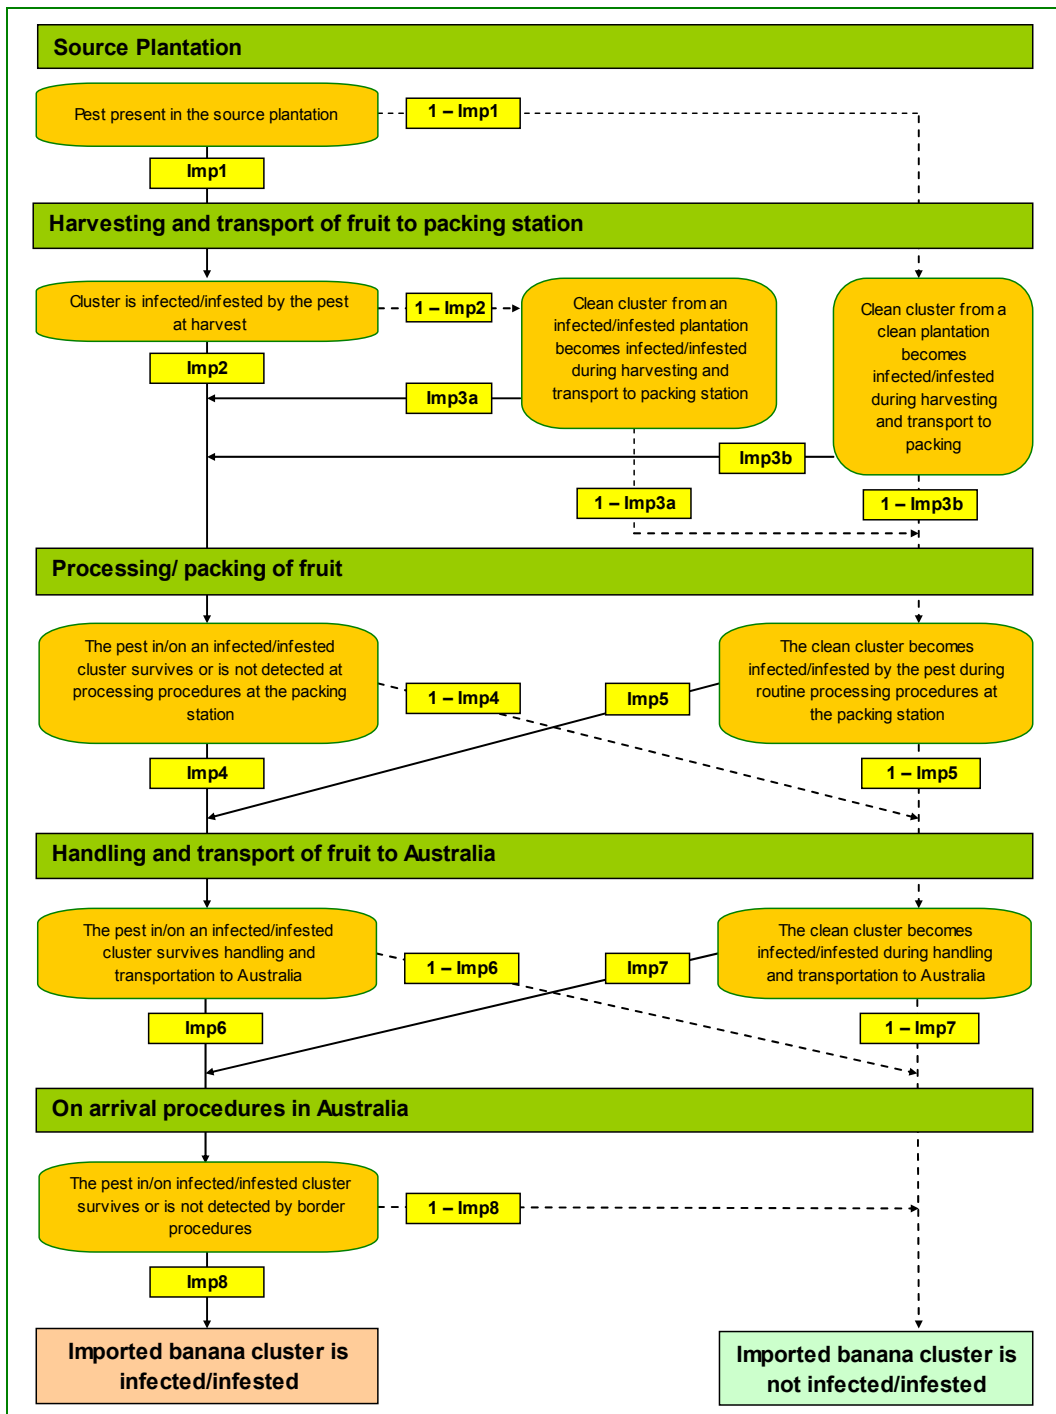 Source Plantation
Pest present in the source plantation
1 – Imp1
Imp1
Harvesting and transport of fruit to packing station
Cluster is infected/infested by the pest
at harvest
1 – Imp2
Clean cluster from an
infected/infested plantation
becomes infected/infested
during harvesting and
transport to packing station
Clean cluster from a
clean plantation
becomes
infected/infested
during harvesting
and transport to
packing
Imp2
Imp3a
Imp3b
1 – Imp3a
1 – Imp3b
Processing/ packing of fruit
The pest in/on an infected/infested
cluster survives or is not detected at
processing procedures at the packing
station
1 – Imp4
Imp5
The clean cluster becomes
infected/infested by the pest during
routine processing procedures at
the packing station
Imp4
1 – Imp5
Handling and transport of fruit to Australia
The pest in/on an infected/infested
cluster survives handling and
transportation to Australia
1 – Imp6
Imp7
The clean cluster becomes
infected/infested during handling
and transportation to Australia
Imp6
1 – Imp7
On arrival procedures in Australia
The pest in/on infected/infested cluster
survives or is not detected by border
procedures
1 – Imp8
Imp8
Imported banana cluster is
infected/infested
Imported banana cluster is
not infected/infested